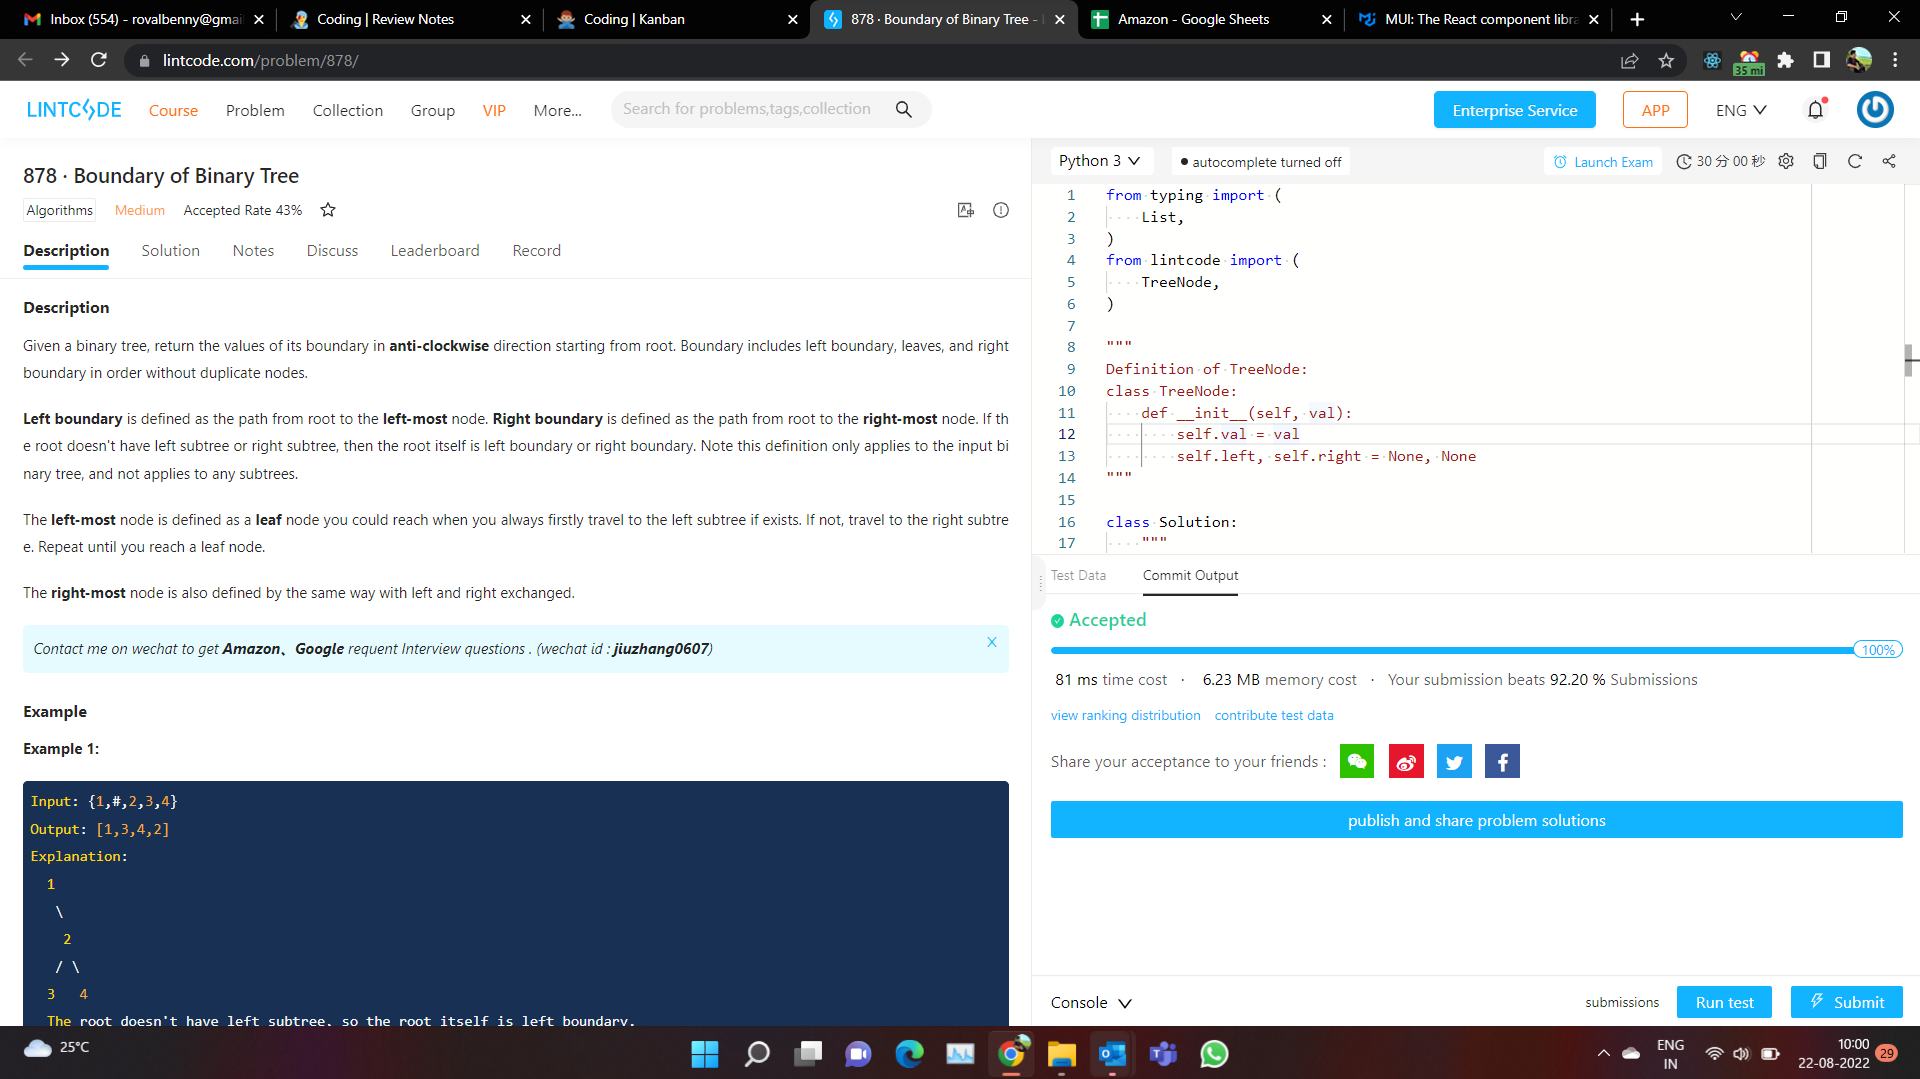 Inbox (554) - rovalbenny@gmai
Coding | Review Notes
Coding | Kanban
878 · Boundary of Binary Tree -
Amazon - Google Sheets
MUI: The React component libra
lintcode.com/problem/878/
35 mi
LINTCODE
Course
Problem
Collection
Group
VIP
More...
Search for problems,tags,collection
Enterprise Service
APP
ENG
878 · Boundary of Binary Tree
Algorithms
Medium
Accepted Rate 43%
Description
Solution
Notes
Discuss
Leaderboard
Record
Description
Given a binary tree, return the values of its boundary in anti-clockwise direction starting from root. Boundary includes left boundary, leaves, and right
boundary in order without duplicate nodes.
Left boundary is defined as the path from root to the left-most node. Right boundary is defined as the path from root to the right-most node. If th
e root doesn't have left subtree or right subtree, then the root itself is left boundary or right boundary. Note this definition only applies to the input bi
nary tree, and not applies to any subtrees.
The left-most node is defined as a leaf node you could reach when you always firstly travel to the left subtree if exists. If not, travel to the right subtre
e. Repeat until you reach a leaf node.
The right-most node is also defined by the same way with left and right exchanged.
Contact me on wechat to get Amazon、Google requent Interview questions . (wechat id : jiuzhang0607)
Example
Example 1:
Input: {1,#,2,3,4}
Output: [1,3,4,2]
Explanation:
1
\
2
/ \
3 4
The root doesn't have left subtree, so the root itself is left boundary.
Python 3
autocomplete turned off
Launch Exam
30 分 00 秒
1 from typing import (
2 List,
3 )
4 from lintcode import (
5 TreeNode,
6 )
7
8 """
9 Definition of TreeNode:
10 class TreeNode:
11 def __init__(self, val):
12 self.val = val
13 self.left, self.right = None, None
14 """
15
16 class Solution:
17 """
Test Data
Commit Output
Accepted
100%
81 ms time cost · 6.23 MB memory cost · Your submission beats 92.20 % Submissions
view ranking distribution
contribute test data
Share your acceptance to your friends :
publish and share problem solutions
Console
submissions
Run test
Submit
25°C
ENG
IN
10:00
22-08-2022
29